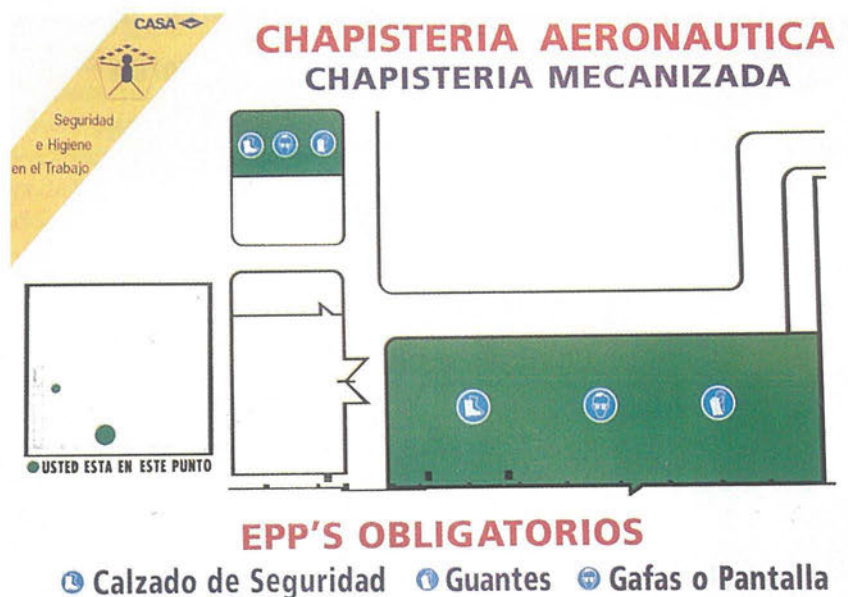 CASA
Seguridad
e Higiene
en el Trabajo
CHAPISTERIA AERONAUTICA
CHAPISTERIA MECANIZADA
USTED ESTA EN ESTE PUNTO
EPP'S OBLIGATORIOS
Calzado de Seguridad Guantes Gafas o Pantalla